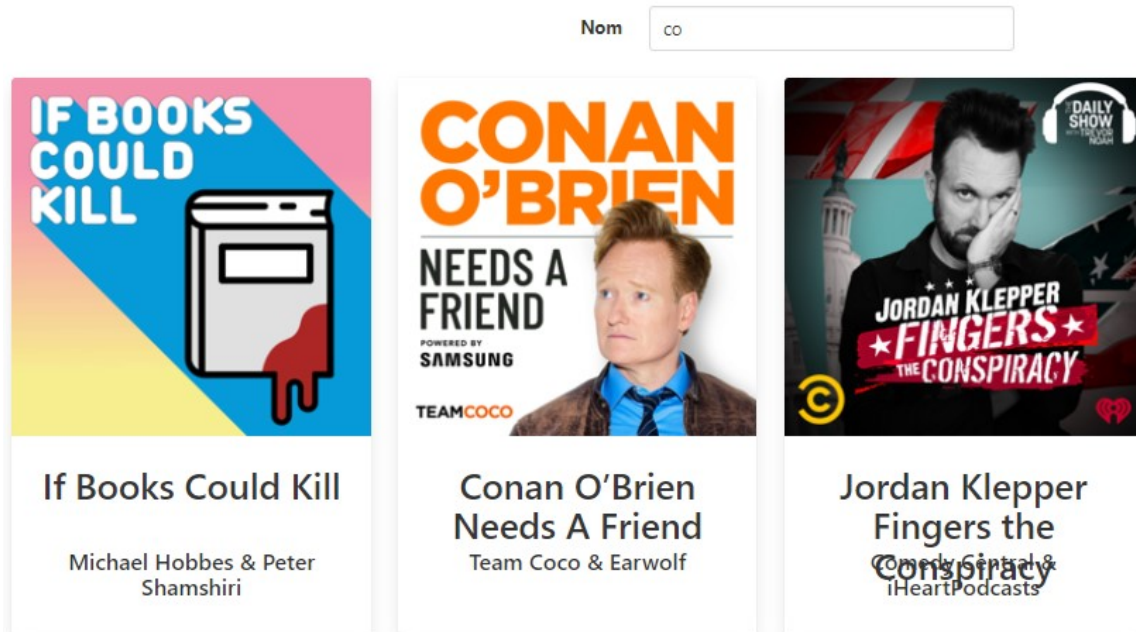 Nom
co
IF BOOKS
COULD
KILL
CONAN
O'BRIEN
NEEDS A
FRIEND
POWERED BY
SAMSUNG
TEAMCOCO
THE DAILY
SHOW
WITH TREVOR
NOAH
JORDAN KLEPPER
FINGERS
THE CONSPIRACY
If Books Could Kill
Michael Hobbes & Peter
Shamshiri
Conan O’Brien
Needs A Friend
Team Coco & Earwolf
Jordan Klepper
Fingers the
Conspiracy
Comedy Central &
iHeartPodcasts